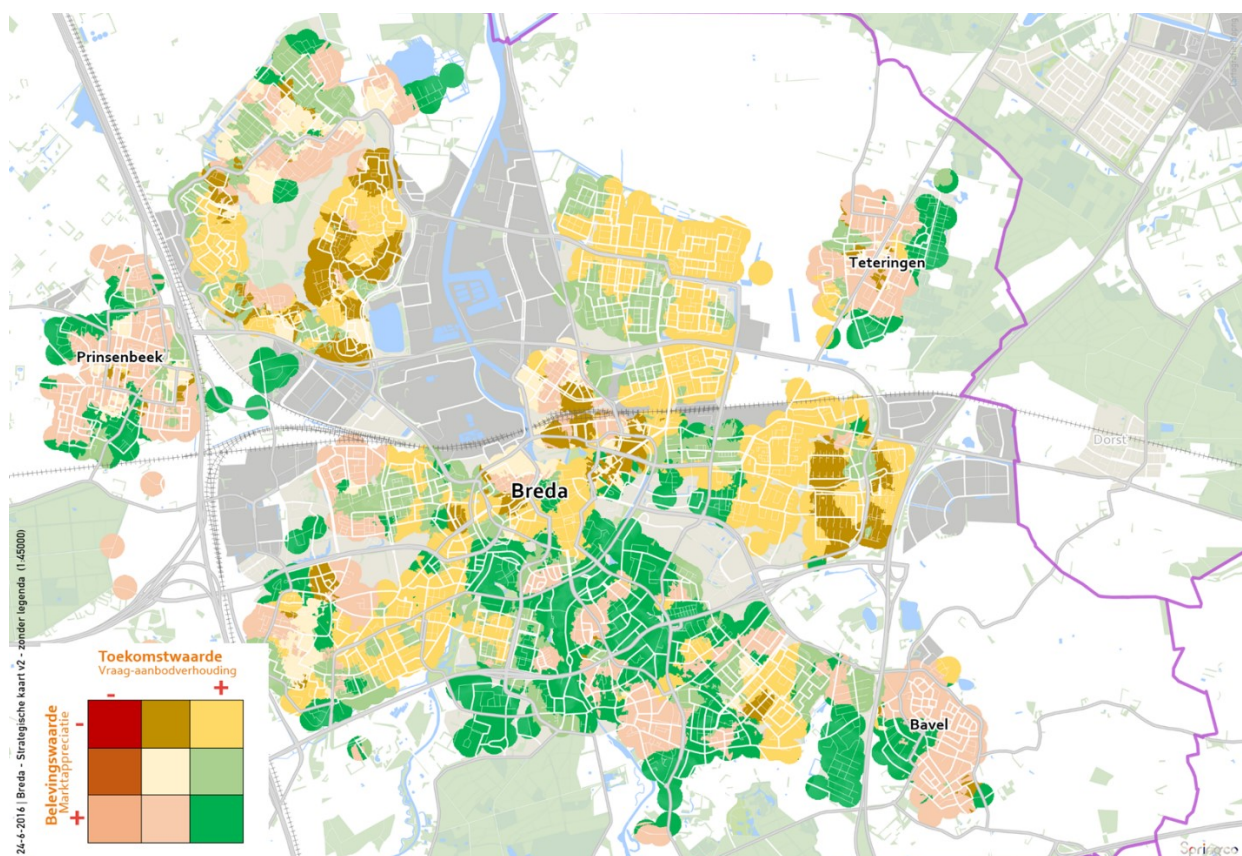 Teteringen
Prinsenbeek
Dorst
Breda
Bavel
24-6-2016 | Breda - Strategische kaart v2 - zonder legenda (1:45000)
Toekomstwaarde
Vraag-aanbodverhouding
- +
Belevingswaarde
Marktappreciatie
- +
Springco